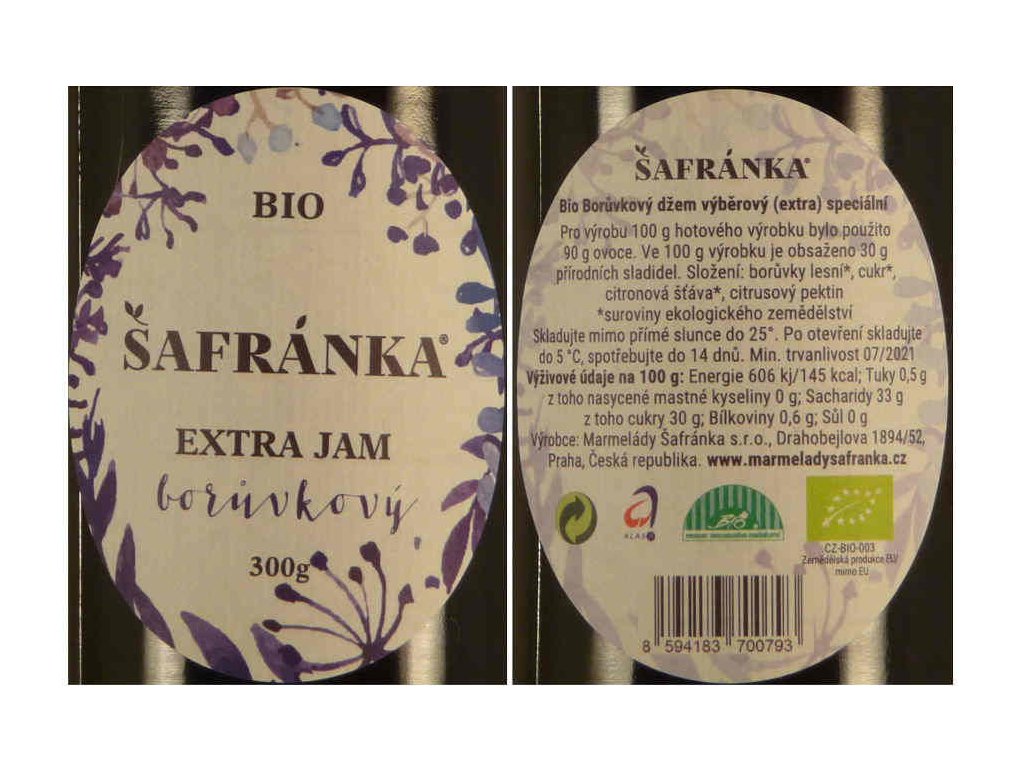 BIO
ŠAFRÁNKA®
EXTRA JAM
borůvkový
300g
ŠAFRÁNKA®
Bio Borůvkový džem výběrový (extra) speciální
Pro výrobu 100 g hotového výrobku bylo použito
90 g ovoce. Ve 100 g výrobku je obsaženo 30 g
přírodních sladidel. Složení: borůvky lesní*, cukr*,
citronová šťáva*, citrusový pektin
*suroviny ekologického zemědělství
Skladujte mimo přímé slunce do 25°. Po otevření skladujte
do 5 °C, spotřebujte do 14 dnů. Min. trvanlivost 07/2021
Výživové údaje na 100 g: Energie 606 kj/145 kcal; Tuky 0,5 g
z toho nasycené mastné kyseliny 0 g; Sacharidy 33 g
z toho cukry 30 g; Bílkoviny 0,6 g; Sůl 0 g
Výrobce: Marmelády Šafránka s.r.o., Drahobejlova 1894/52,
Praha, Česká republika. www.marmeladysafranka.cz
KLASA
BIO
CZ-BIO-003
Zemědělská produkce EU/
mimo EU
8 594183 700793